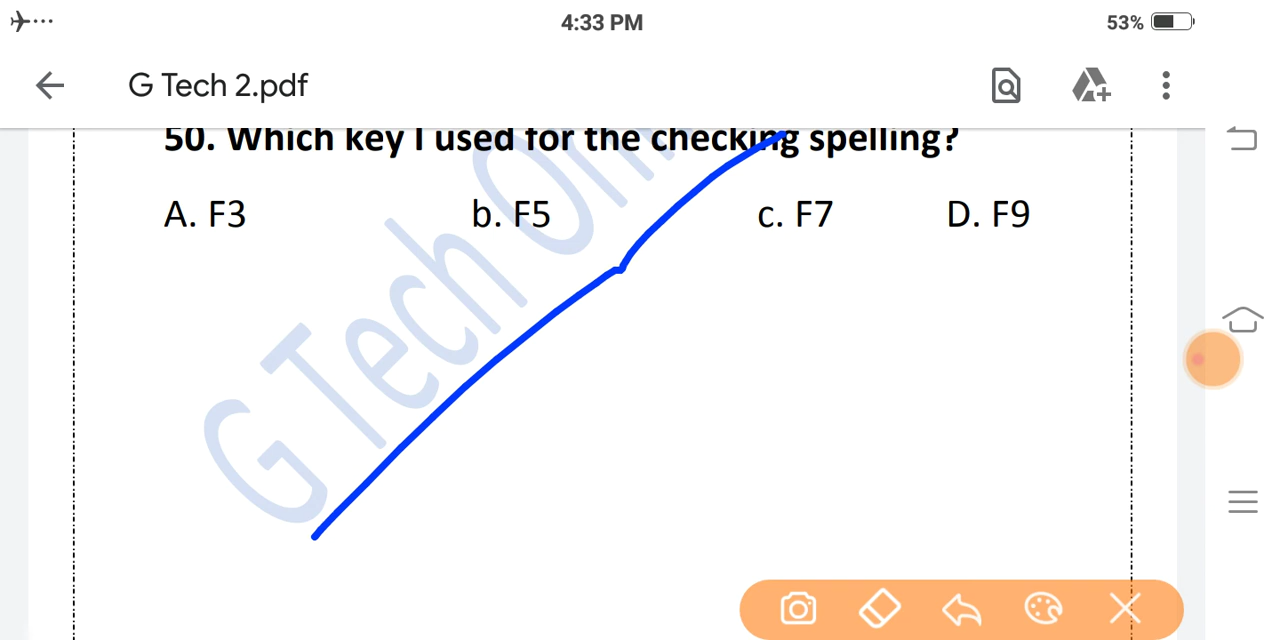 4:33 PM
53%
G Tech 2.pdf
50. Which key I used for the checking spelling?
A. F3 b. F5 c. F7 D. F9
G Tech